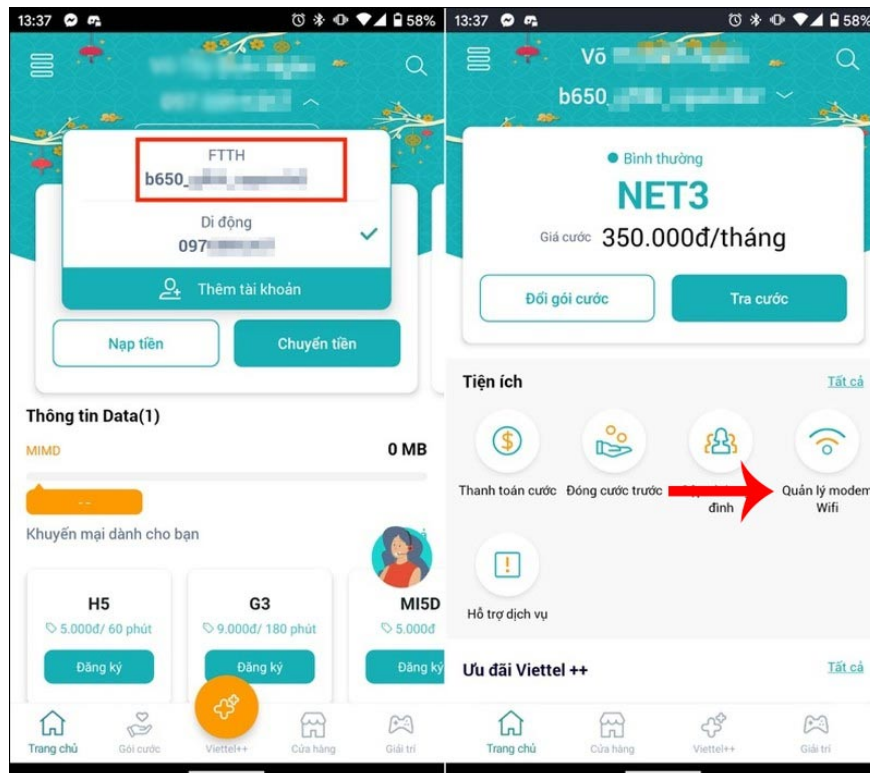 13:37
58%
FTTH
b650_
Di động
097
Thêm tài khoản
Nạp tiền
Chuyển tiền
Thông tin Data(1)
MIMD
0 MB
--
Khuyến mại dành cho bạn
H5
5.000đ/ 60 phút
Đăng ký
G3
9.000đ/ 180 phút
Đăng ký
MI5D
5.000đ
Đăng ký
Trang chủ
Gói cước
Viettel++
Cửa hàng
Giải trí
13:37
58%
Võ
b650_
Bình thường
NET3
Giá cước 350.000đ/tháng
Đổi gói cước
Tra cước
Tiện ích
Tất cả
Thanh toán cước
Đóng cước trước
đình
Quản lý modem
Wifi
Hỗ trợ dịch vụ
Ưu đãi Viettel ++
Tất cả
Trang chủ
Cửa hàng
Viettel++
Giải trí